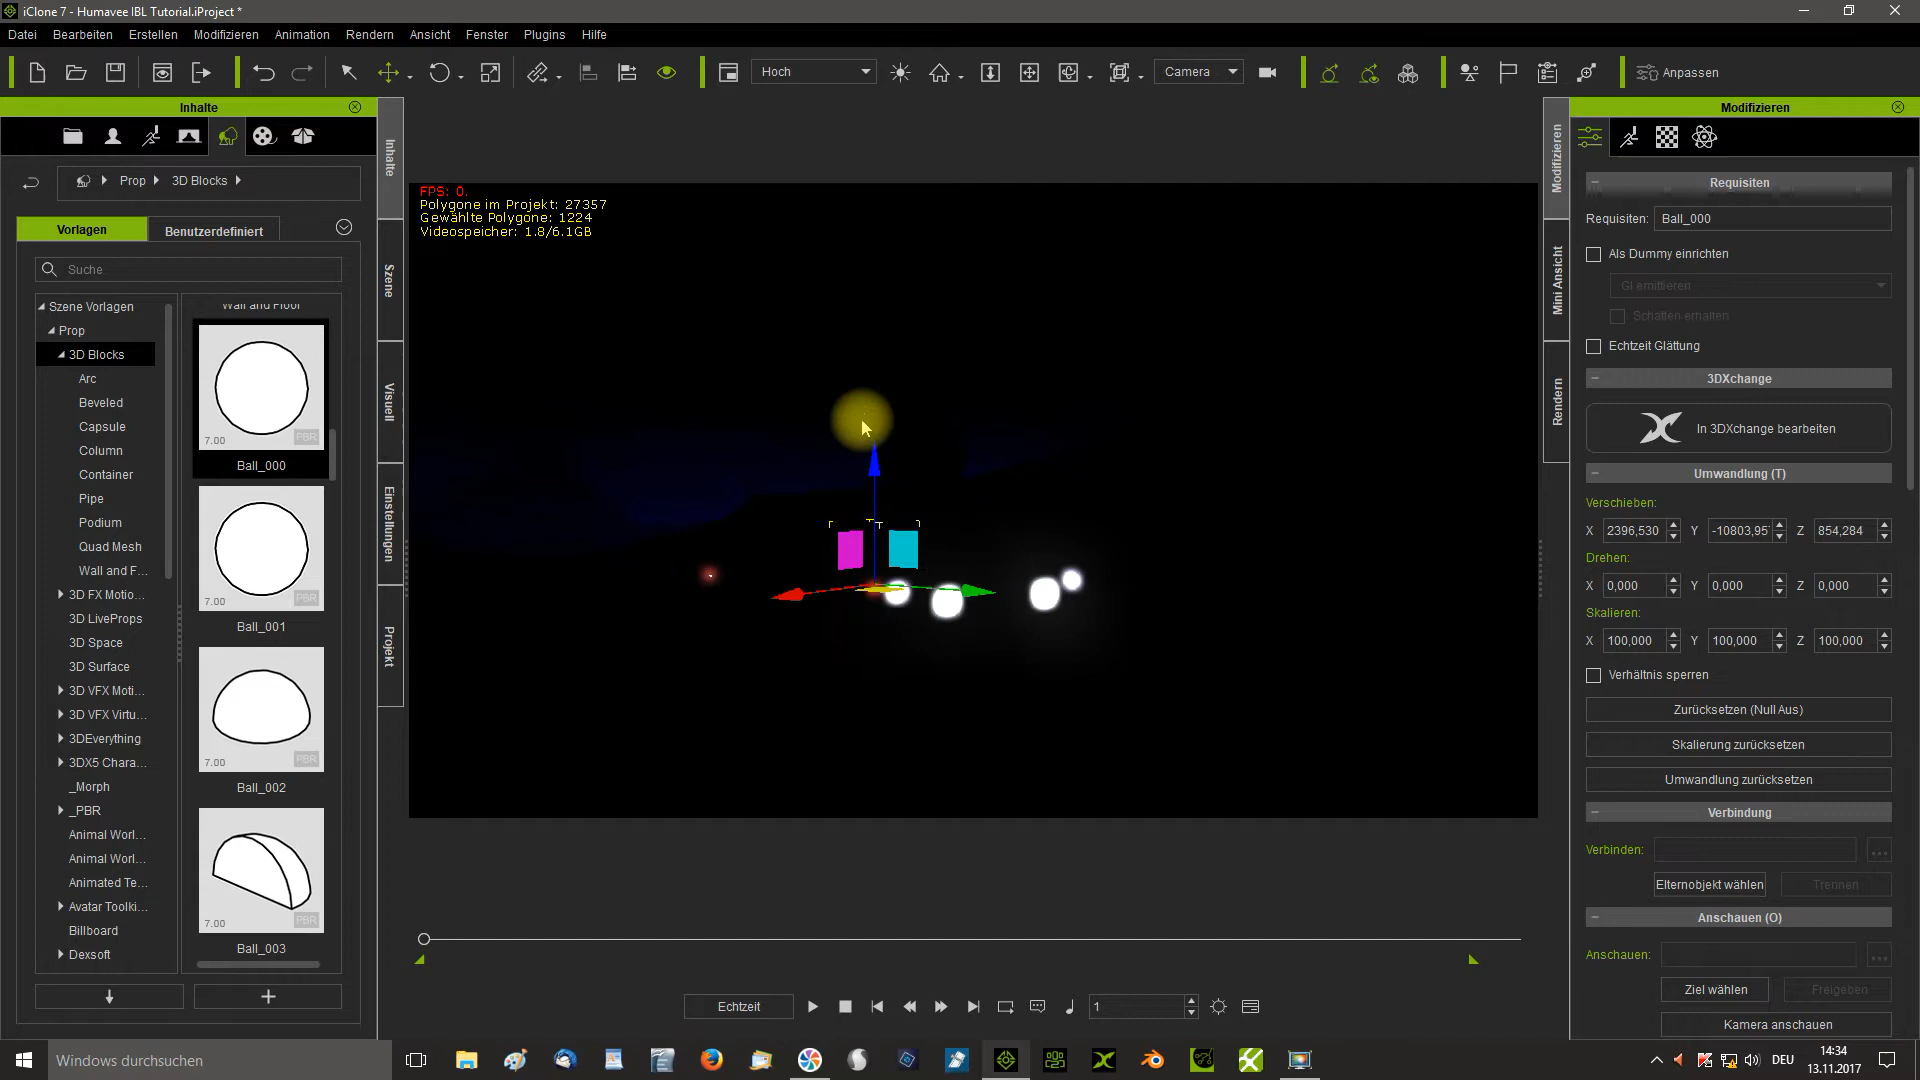 iClone 7 - Humavee IBL Tutorial.iProject *
Datei Bearbeiten Erstellen Modifizieren Animation Rendern Ansicht Fenster Plugins Hilfe
Hoch
Camera
Anpassen
Inhalte
Prop
3D Blocks
Vorlagen
Benutzerdefiniert
Suche
Szene Vorlagen
Prop
3D Blocks
Arc
Beveled
Capsule
Column
Container
Pipe
Podium
Quad Mesh
Wall and F...
3D FX Motio...
3D LiveProps
3D Space
3D Surface
3D VFX Moti...
3D VFX Virtu...
3DEverything
3DX5 Chara...
_Morph
_PBR
Animal Worl...
Animal Worl...
Animated Te...
Avatar Toolki...
Billboard
Dexsoft
Wall and Floor
7.00 PBR
Ball_000
7.00 PBR
Ball_001
7.00 PBR
Ball_002
7.00 PBR
Ball_003
Inhalte
Szene
Visuell
Einstellungen
Projekt
FPS: 0.
Polygone im Projekt: 27357
Gewählte Polygone: 1224
Videospeicher: 1.8/6.1GB
Echtzeit
1
Modifizieren
Mini Ansicht
Rendern
Modifizieren
Requisiten
Requisiten: Ball_000
Als Dummy einrichten
GI emittieren
Schatten erhalten
Echtzeit Glättung
3DXchange
In 3DXchange bearbeiten
Umwandlung (T)
Verschieben:
X 2396,530 Y -10803,95 Z 854,284
Drehen:
X 0,000 Y 0,000 Z 0,000
Skalieren:
X 100,000 Y 100,000 Z 100,000
Verhältnis sperren
Zurücksetzen (Null Aus)
Skalierung zurücksetzen
Umwandlung zurücksetzen
Verbindung
Verbinden: ...
Elternobjekt wählen Trennen
Anschauen (O)
Anschauen: ...
Ziel wählen Freigeben
Kamera anschauen
Windows durchsuchen
DEU
14:34
13.11.2017